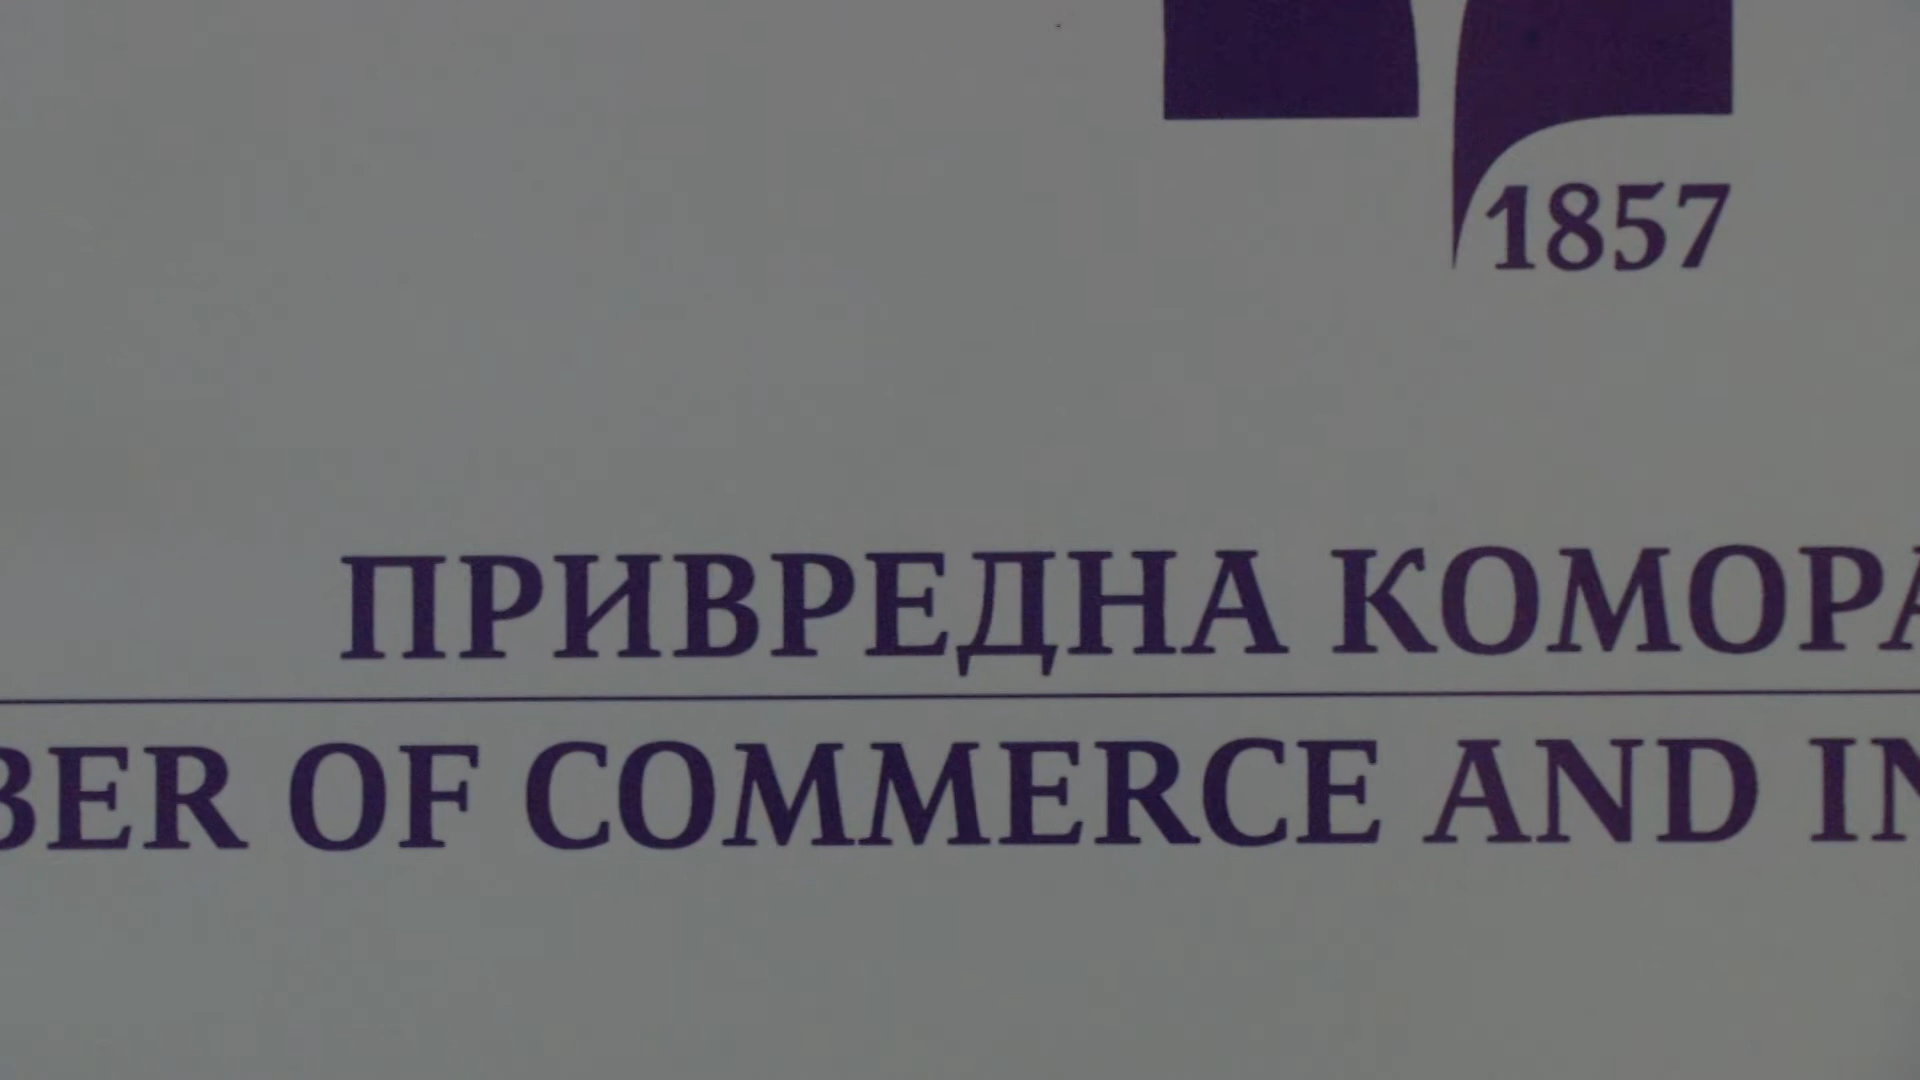 1857
ПРИВРЕДНА КОМОРА
BER OF COMMERCE AND IN